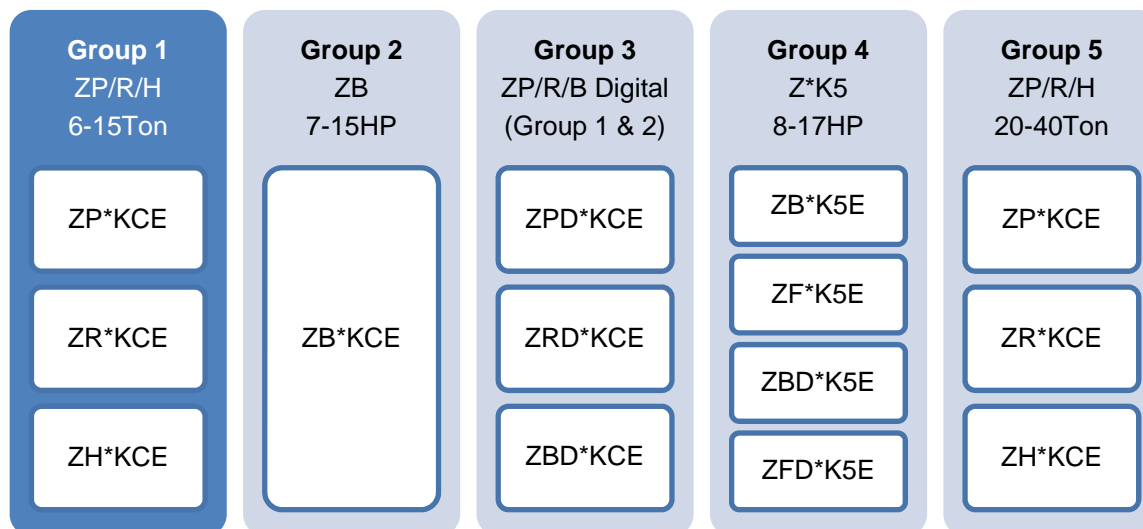 Group 1
ZP/R/H
6-15Ton
ZP*KCE
ZR*KCE
ZH*KCE
Group 2
ZB
7-15HP
ZB*KCE
Group 3
ZP/R/B Digital
(Group 1 & 2)
ZPD*KCE
ZRD*KCE
ZBD*KCE
Group 4
Z*K5
8-17HP
ZB*K5E
ZF*K5E
ZBD*K5E
ZFD*K5E
Group 5
ZP/R/H
20-40Ton
ZP*KCE
ZR*KCE
ZH*KCE